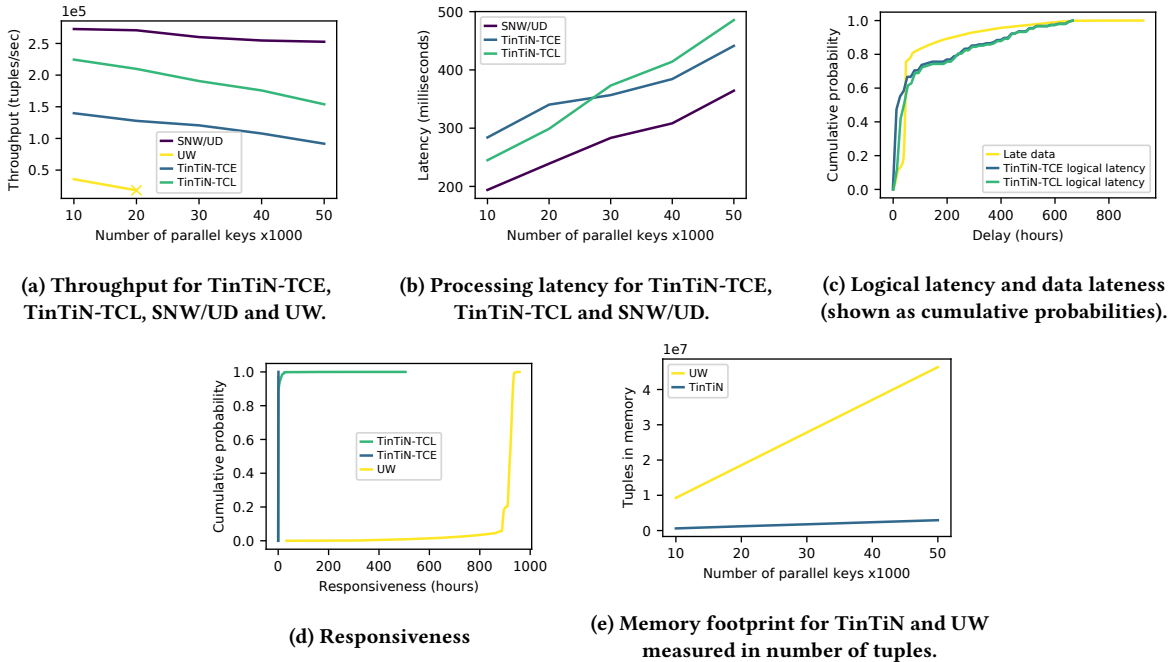 1e5
Throughput (tuples/sec)
2.5
2.0
1.5
1.0
0.5
SNW/UD
UW
TinTiN-TCE
TinTiN-TCL
10 20 30 40 50
Number of parallel keys x1000
(a) Throughput for TinTiN-TCE,
TinTiN-TCL, SNW/UD and UW.
Latency (milliseconds)
500
400
300
200
SNW/UD
TinTiN-TCE
TinTiN-TCL
10 20 30 40 50
Number of parallel keys x1000
(b) Processing latency for TinTiN-TCE,
TinTiN-TCL and SNW/UD.
Cumulative probability
1.0
0.8
0.6
0.4
0.2
0.0
Late data
TinTiN-TCE logical latency
TinTiN-TCL logical latency
0 200 400 600 800
Delay (hours)
(c) Logical latency and data lateness
(shown as cumulative probabilities).
Cumulative probability
1.0
0.8
0.6
0.4
0.2
0.0
TinTiN-TCL
TinTiN-TCE
UW
0 200 400 600 800 1000
Responsiveness (hours)
(d) Responsiveness
1e7
Tuples in memory
4
3
2
1
0
UW
TinTiN
10 20 30 40 50
Number of parallel keys x1000
(e) Memory footprint for TinTiN and UW
measured in number of tuples.